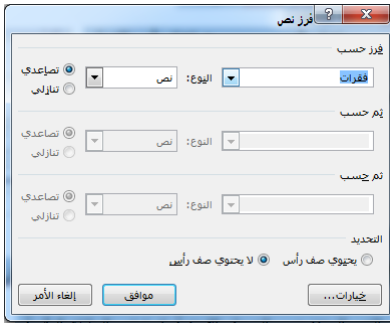 فرز نص
فرز حسب
فقرات النوع: نص تصاعدي
تنازلي
ثم حسب
النوع: نص تصاعدي
تنازلي
ثم حسب
النوع: نص تصاعدي
تنازلي
التحديد
يحتوي صف رأس لا يحتوي صف رأس
خيارات... موافق إلغاء الأمر